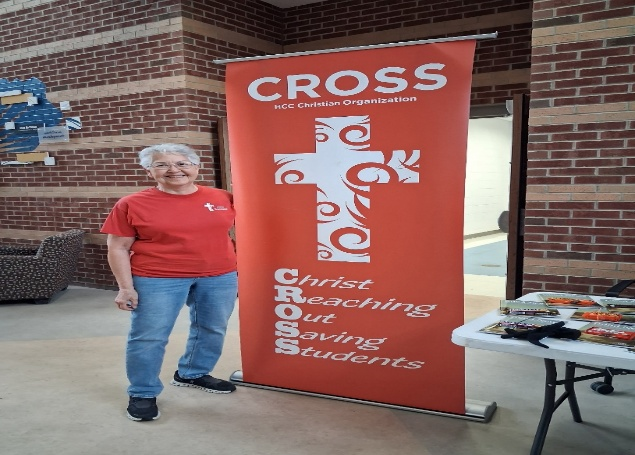 CROSS
HCC Christian Organization
Christ
Reaching
Out
Saving
Students